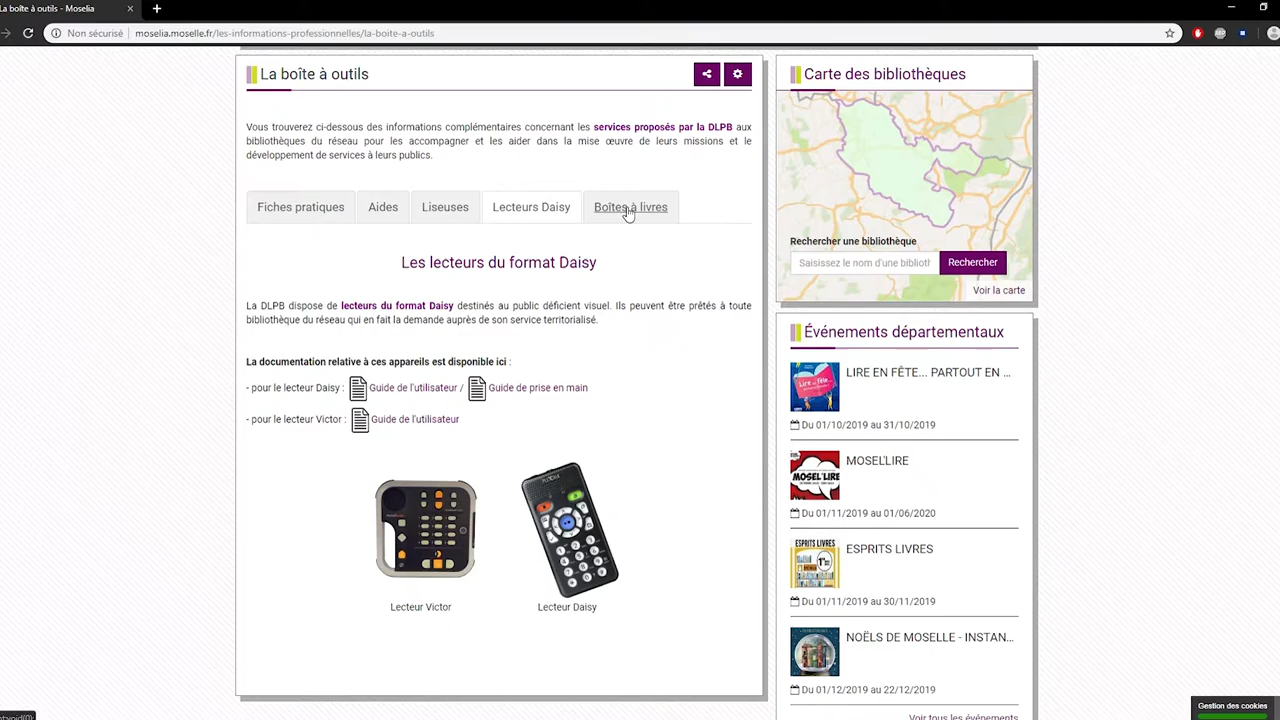 La boîte à outils - Moselia
Non sécurisé
moselia.moselle.fr/les-informations-professionnelles/la-boite-a-outils
La boîte à outils
Vous trouverez ci-dessous des informations complémentaires concernant les services proposés par la DLPB aux
bibliothèques du réseau pour les accompagner et les aider dans la mise œuvre de leurs missions et le
développement de services à leurs publics.
Fiches pratiques
Aides
Liseuses
Lecteurs Daisy
Boîtes à livres
Les lecteurs du format Daisy
La DLPB dispose de lecteurs du format Daisy destinés au public déficient visuel. Ils peuvent être prêtés à toute
bibliothèque du réseau qui en fait la demande auprès de son service territorialisé.
La documentation relative à ces appareils est disponible ici :
- pour le lecteur Daisy : Guide de l'utilisateur / Guide de prise en main
- pour le lecteur Victor : Guide de l'utilisateur
Lecteur Victor
Lecteur Daisy
Carte des bibliothèques
Rechercher une bibliothèque
Saisissez le nom d'une bibliot
Rechercher
Voir la carte
Événements départementaux
LIRE EN FÊTE... PARTOUT EN ...
Du 01/10/2019 au 31/10/2019
MOSEL'LIRE
MOSEL'LIRE
Du 01/11/2019 au 01/06/2020
ESPRITS LIVRES
ESPRITS LIVRES
Du 01/11/2019 au 30/11/2019
NOËLS DE MOSELLE - INSTAN...
Du 01/12/2019 au 22/12/2019
Voir tous les événements
Gestion des cookies